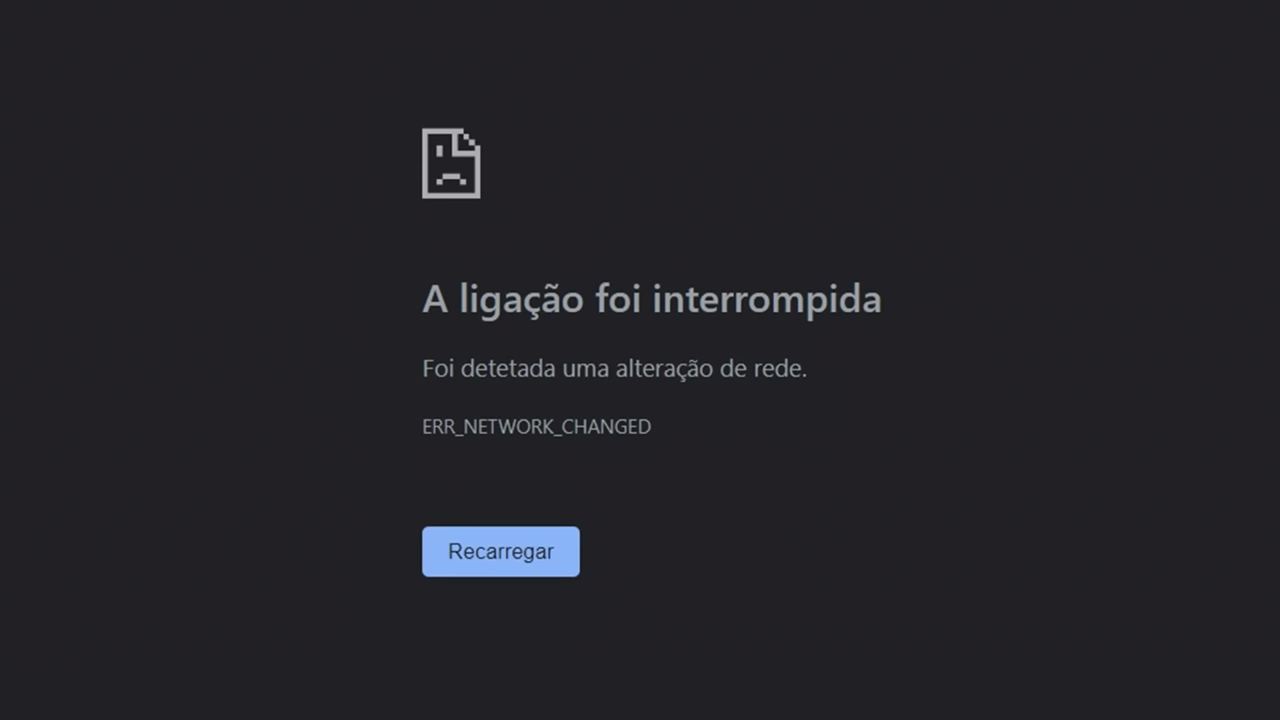 A ligação foi interrompida
Foi detetada uma alteração de rede.
ERR_NETWORK_CHANGED
Recarregar